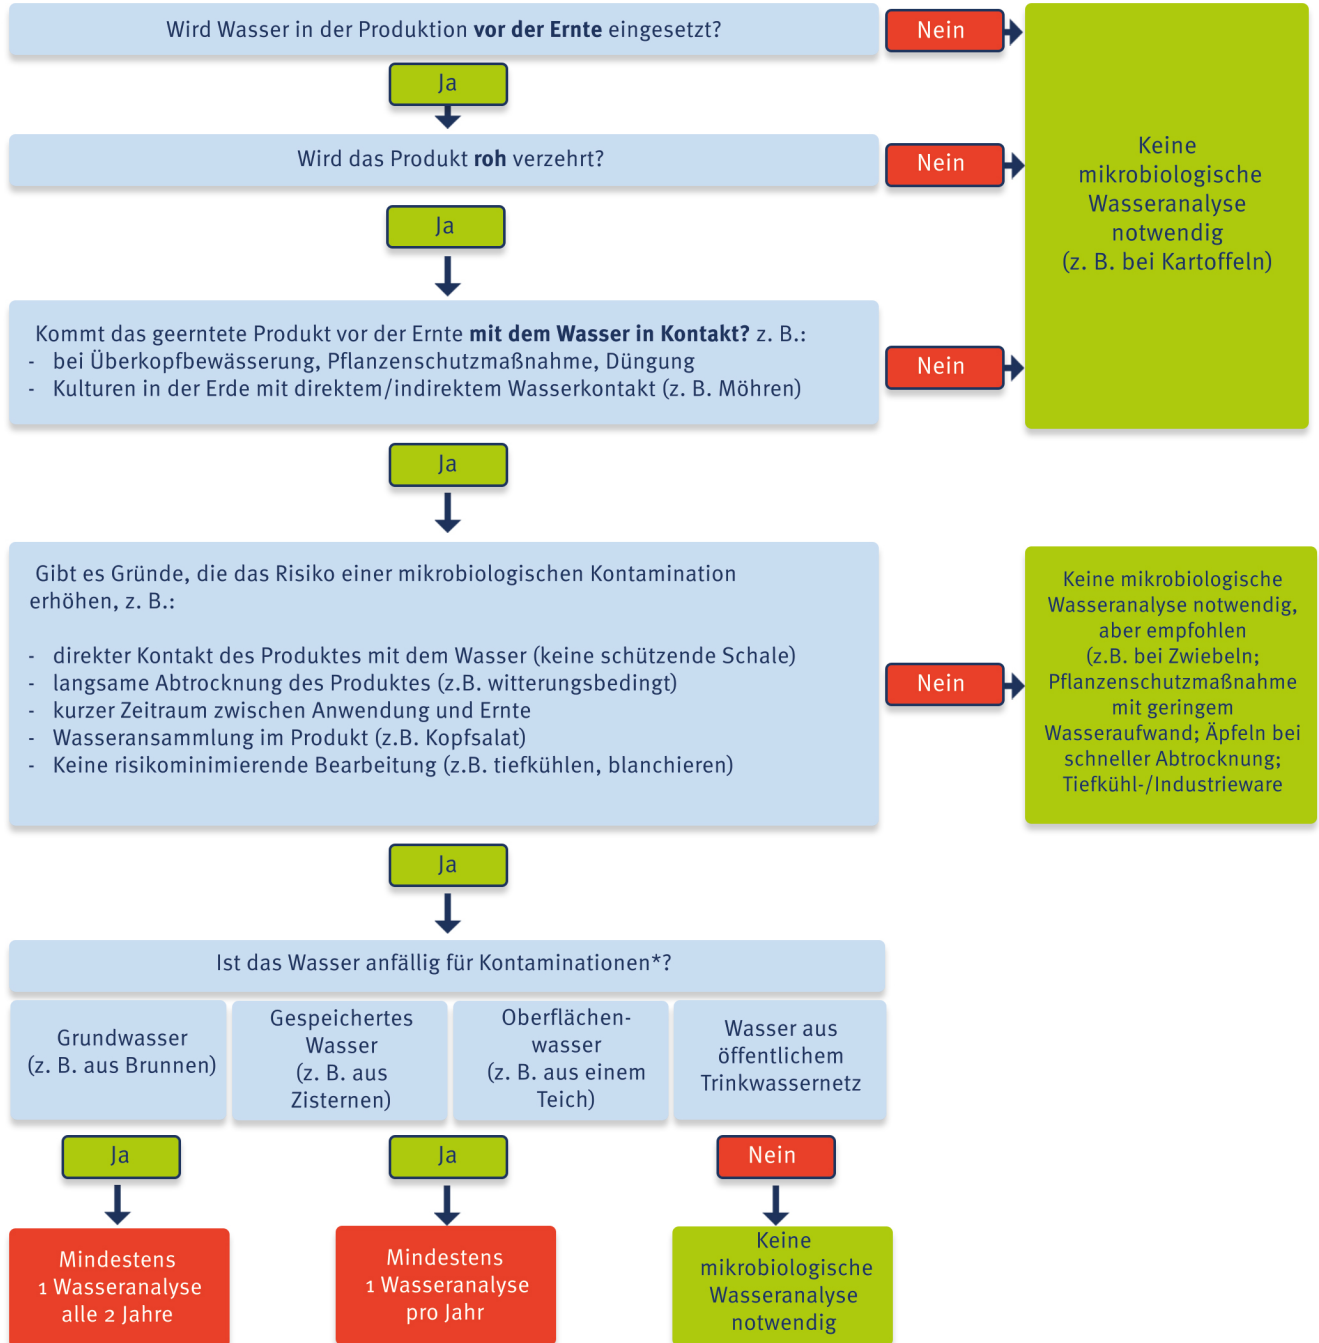 Wird Wasser in der Produktion vor der Ernte eingesetzt?
Nein
Ja
Wird das Produkt roh verzehrt?
Nein
Keine
mikrobiologische
Wasseranalyse
notwendig
(z. B. bei Kartoffeln)
Ja
Kommt das geerntete Produkt vor der Ernte mit dem Wasser in Kontakt? z. B.:
- bei Überkopfbewässerung, Pflanzenschutzmaßnahme, Düngung
- Kulturen in der Erde mit direktem/indirektem Wasserkontakt (z. B. Möhren)
Nein
Ja
Gibt es Gründe, die das Risiko einer mikrobiologischen Kontamination
erhöhen, z. B.:
- direkter Kontakt des Produktes mit dem Wasser (keine schützende Schale)
- langsame Abtrocknung des Produktes (z.B. witterungsbedingt)
- kurzer Zeitraum zwischen Anwendung und Ernte
- Wasseransammlung im Produkt (z.B. Kopfsalat)
- Keine risikominimierende Bearbeitung (z.B. tiefkühlen, blanchieren)
Nein
Keine mikrobiologische
Wasseranalyse notwendig,
aber empfohlen
(z.B. bei Zwiebeln;
Pflanzenschutzmaßnahme
mit geringem
Wasseraufwand; Äpfeln bei
schneller Abtrocknung;
Tiefkühl-/Industrieware
Ja
Ist das Wasser anfällig für Kontaminationen*?
Grundwasser
(z. B. aus Brunnen)
Gespeichertes
Wasser
(z. B. aus
Zisternen)
Oberflächen-
wasser
(z. B. aus einem
Teich)
Wasser aus
öffentlichem
Trinkwassernetz
Ja
Ja
Nein
Mindestens
1 Wasseranalyse
alle 2 Jahre
Mindestens
1 Wasseranalyse
pro Jahr
Keine
mikrobiologische
Wasseranalyse
notwendig